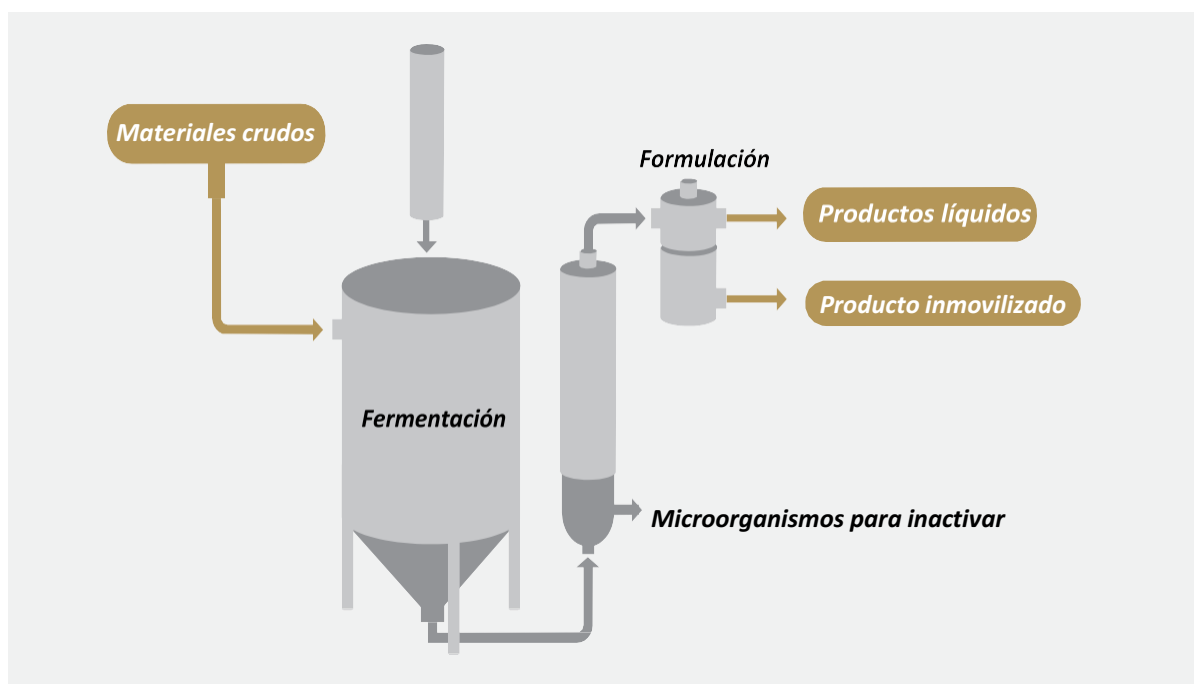 Materiales crudos
Formulación
Productos líquidos
Producto inmovilizado
Fermentación
Microorganismos para inactivar